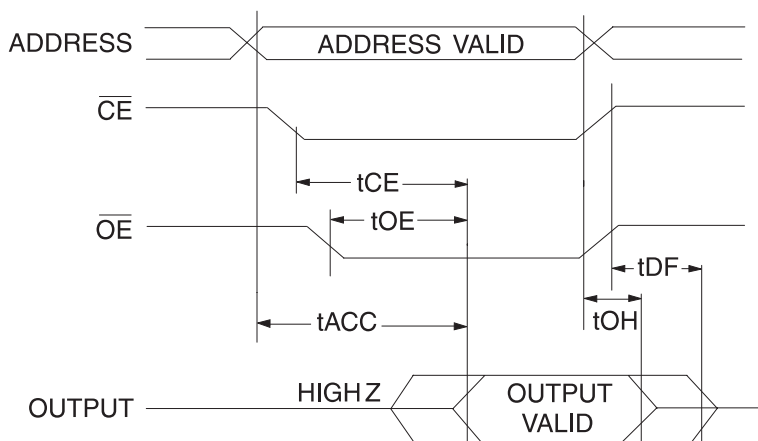 ADDRESS
ADDRESS VALID
CE
tCE
OE
tOE
tDF
tACC
tOH
OUTPUT
HIGH Z
OUTPUT
VALID